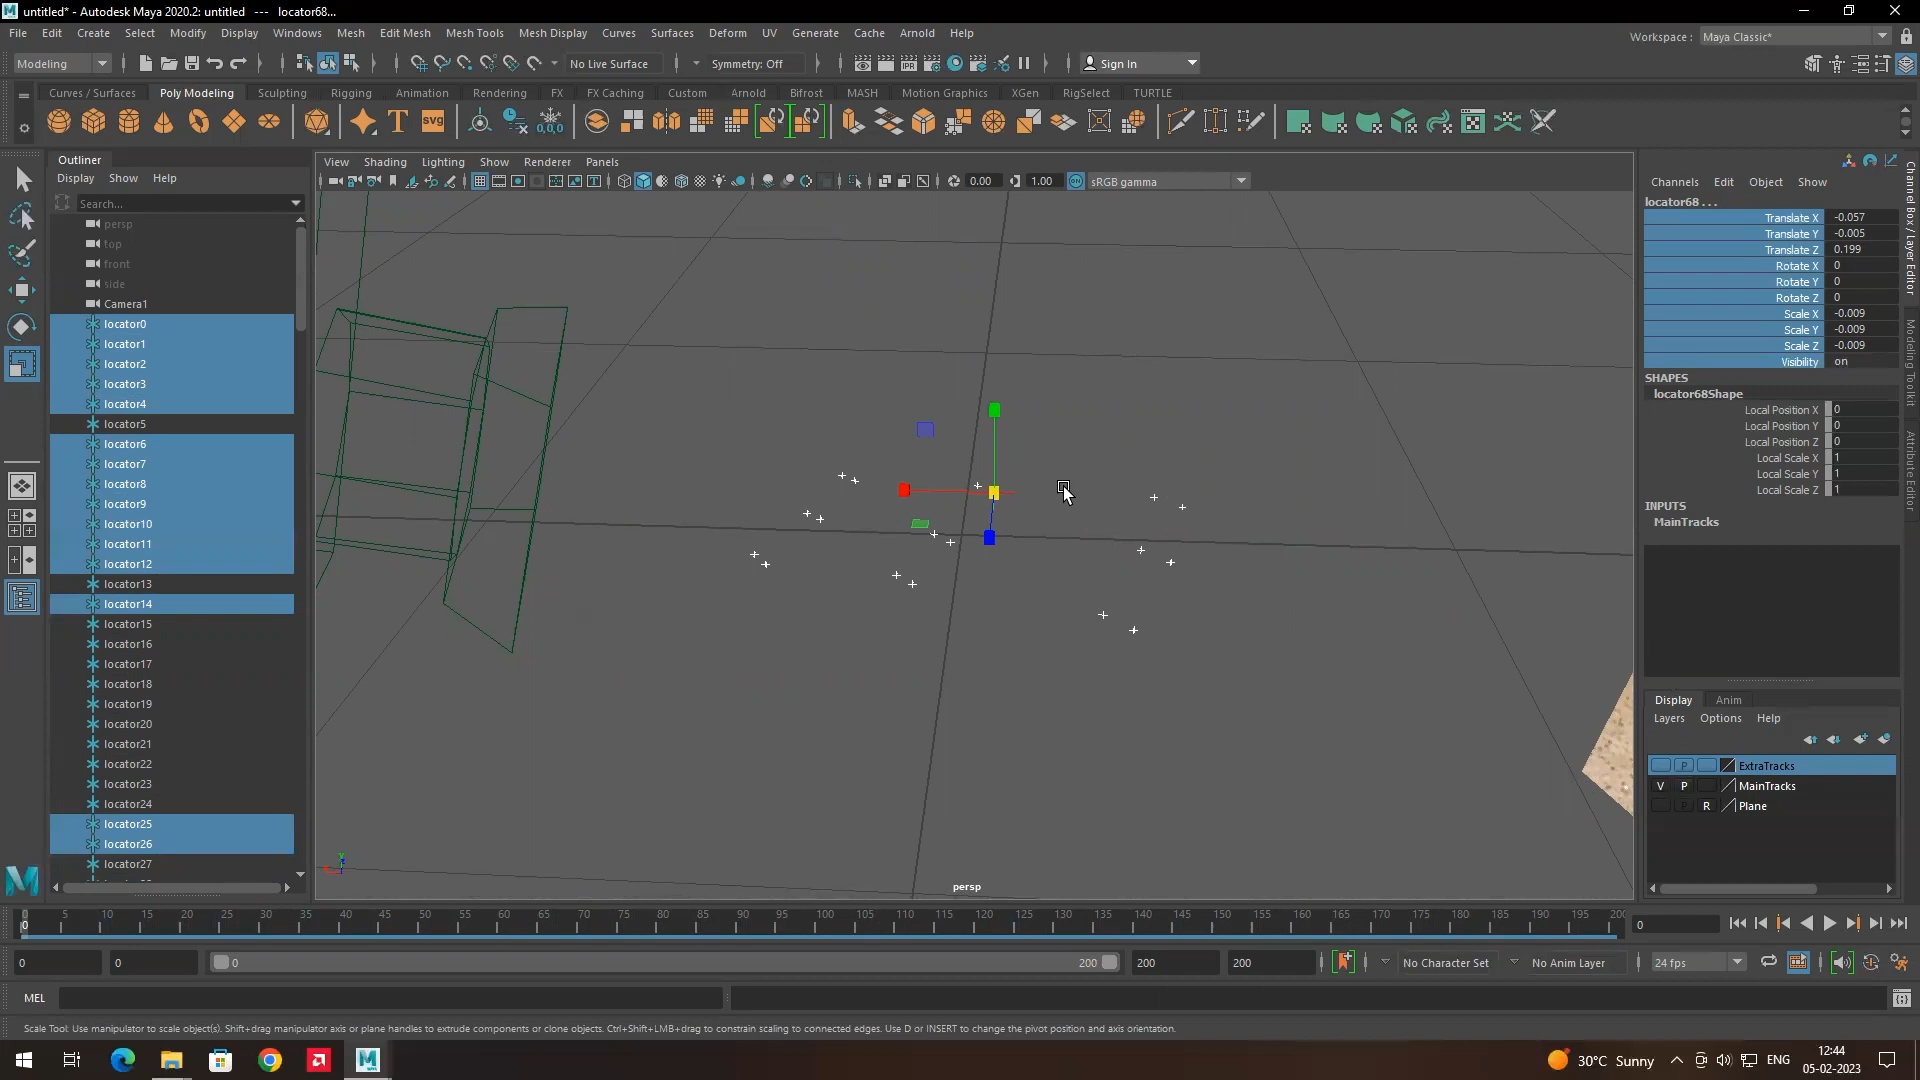 untitled* - Autodesk Maya 2020.2: untitled   ---   locator68...
File Edit Create Select Modify Display Windows Mesh Edit Mesh Mesh Tools Mesh Display Curves Surfaces Deform UV Generate Cache Arnold Help
Workspace : Maya Classic*
Modeling No Live Surface Symmetry: Off Sign In
Curves / Surfaces Poly Modeling Sculpting Rigging Animation Rendering FX FX Caching Custom Arnold Bifrost MASH Motion Graphics XGen RigSelect TURTLE
T svg 0,0,0
Outliner
Display Show Help
Search...
persp
top
front
side
Camera1
locator0
locator1
locator2
locator3
locator4
locator5
locator6
locator7
locator8
locator9
locator10
locator11
locator12
locator13
locator14
locator15
locator16
locator17
locator18
locator19
locator20
locator21
locator22
locator23
locator24
locator25
locator26
locator27
View Shading Lighting Show Renderer Panels
0.00 1.00 sRGB gamma
persp
Channels Edit Object Show
locator68 . . .
Translate X -0.057
Translate Y -0.005
Translate Z 0.199
Rotate X 0
Rotate Y 0
Rotate Z 0
Scale X -0.009
Scale Y -0.009
Scale Z -0.009
Visibility on
SHAPES
locator68Shape
Local Position X 0
Local Position Y 0
Local Position Z 0
Local Scale X 1
Local Scale Y 1
Local Scale Z 1
INPUTS
MainTracks
Display Anim
Layers Options Help
P ExtraTracks
V P MainTracks
P R Plane
Channel Box / Layer Editor
Modeling Toolkit
Attribute Editor
0 5 10 15 20 25 30 35 40 45 50 55 60 65 70 75 80 85 90 95 100 105 110 115 120 125 130 135 140 145 150 155 160 165 170 175 180 185 190 195 200
0 0
0 0 0 200 200 200 No Character Set No Anim Layer 24 fps
MEL
Scale Tool: Use manipulator to scale object(s). Shift+drag manipulator axis or plane handles to extrude components or clone objects. Ctrl+Shift+LMB+drag to constrain scaling to connected edges. Use D or INSERT to change the pivot position and axis orientation.
30°C Sunny ENG 12:44
05-02-2023